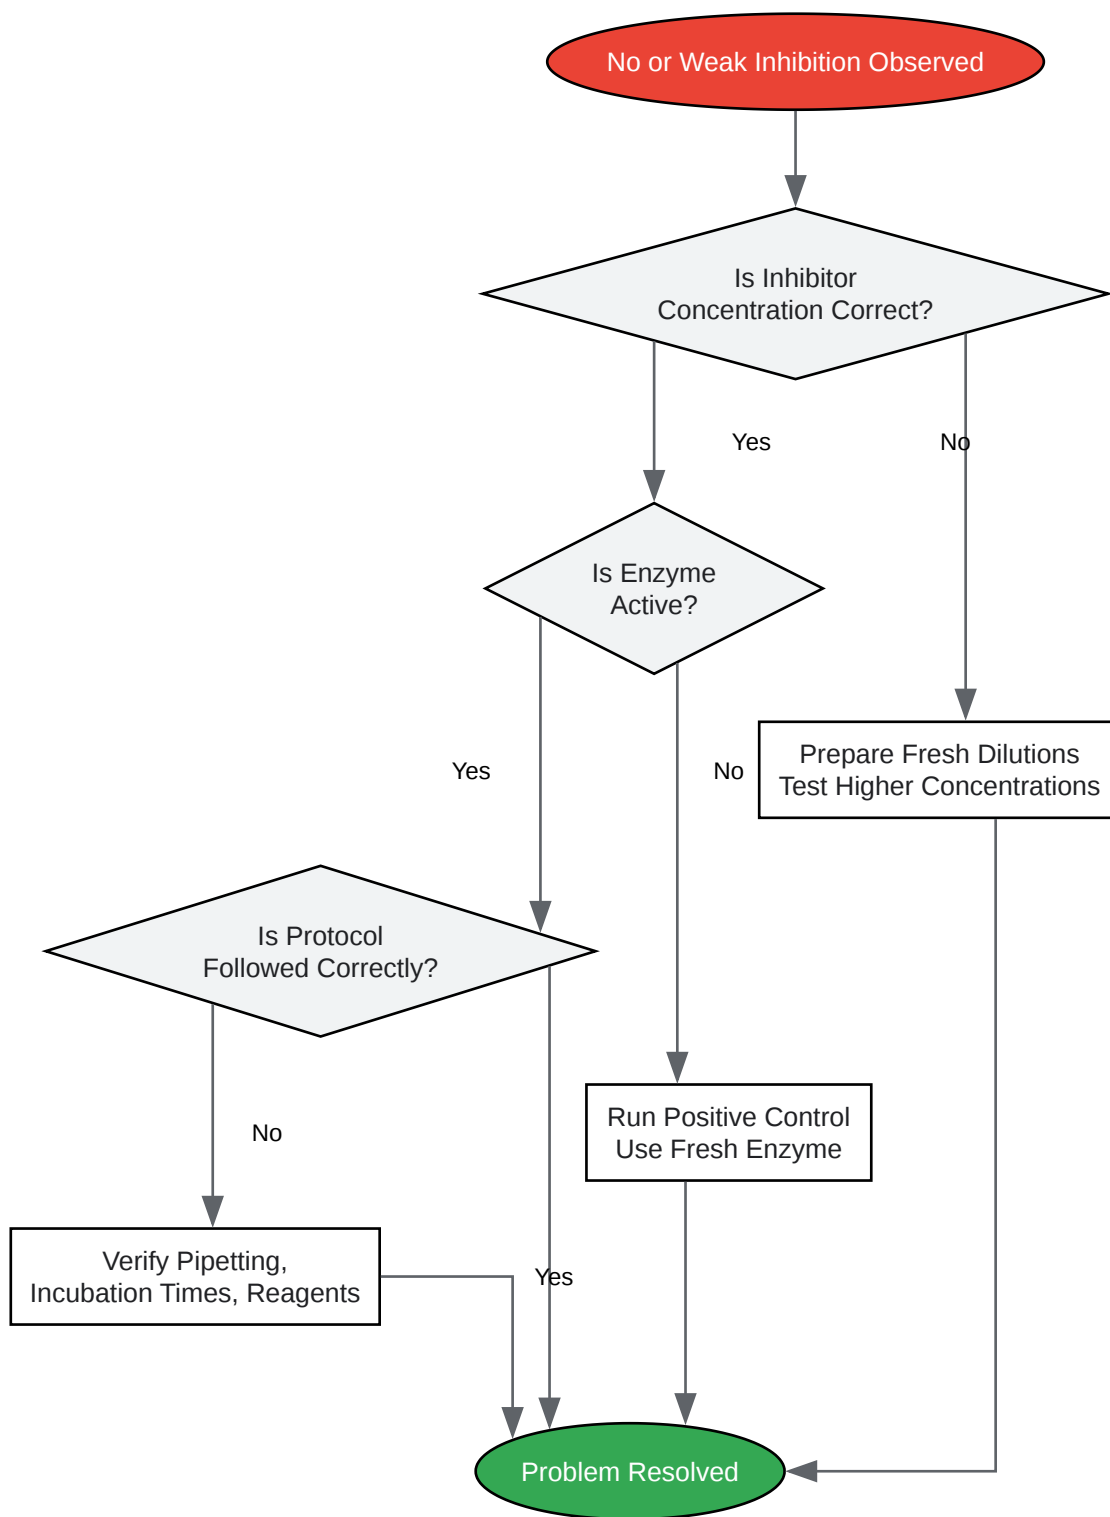 No or Weak Inhibition Observed
Is Inhibitor
Concentration Correct?
Yes
No
Is Enzyme
Active?
Yes
No
Prepare Fresh Dilutions
Test Higher Concentrations
Is Protocol
Followed Correctly?
No
Run Positive Control
Use Fresh Enzyme
Verify Pipetting,
Incubation Times, Reagents
Yes
Problem Resolved